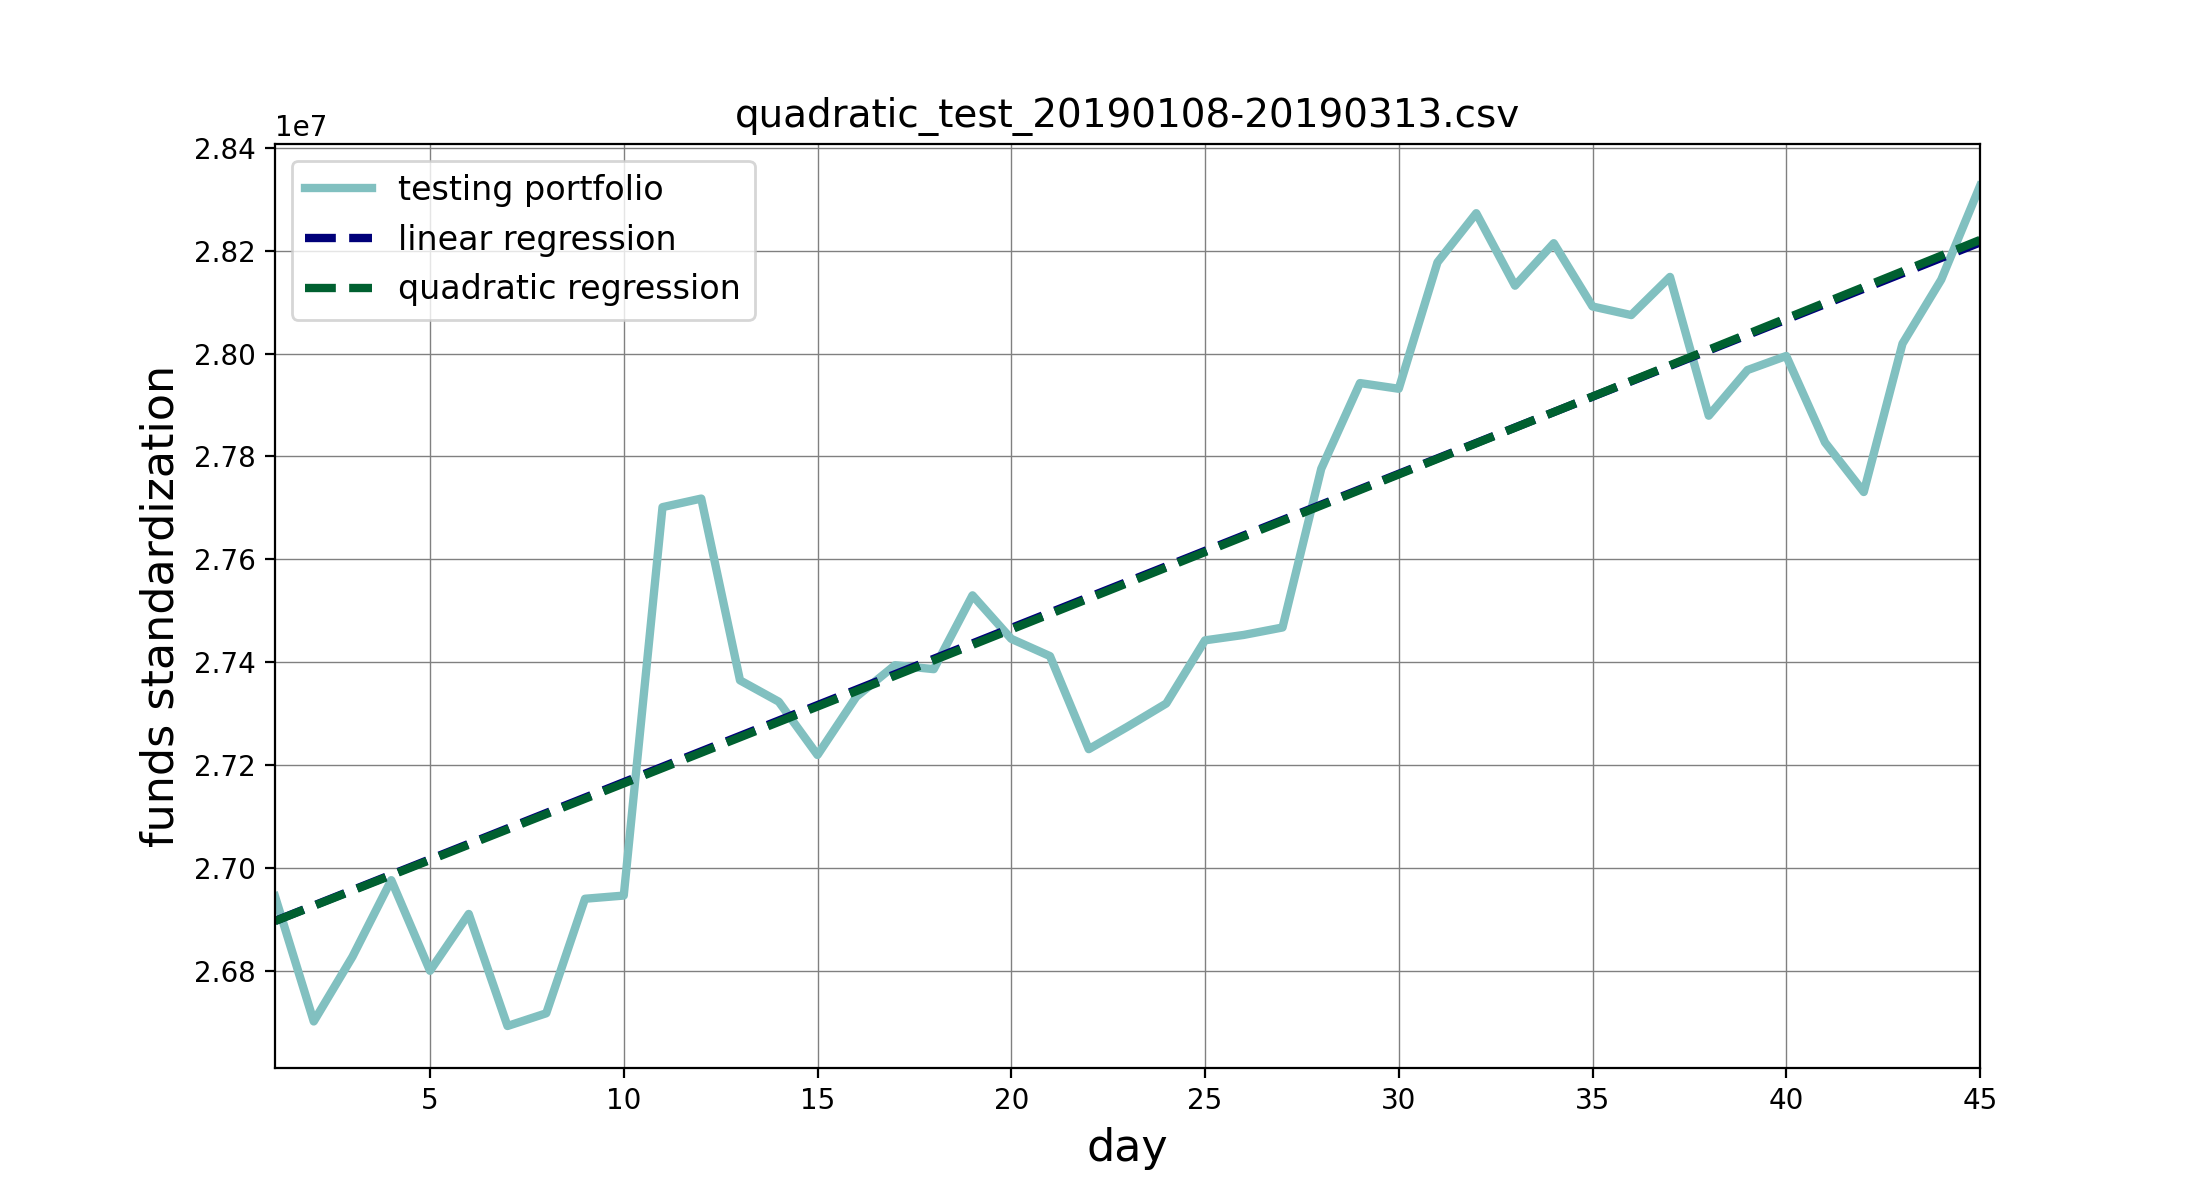 quadratic_test_20190108-20190313.csv
1e7
2.84
2.82
2.80
2.78
2.76
2.74
2.72
2.70
2.68
funds standardization
testing portfolio
linear regression
quadratic regression
5 10 15 20 25 30 35 40 45
day